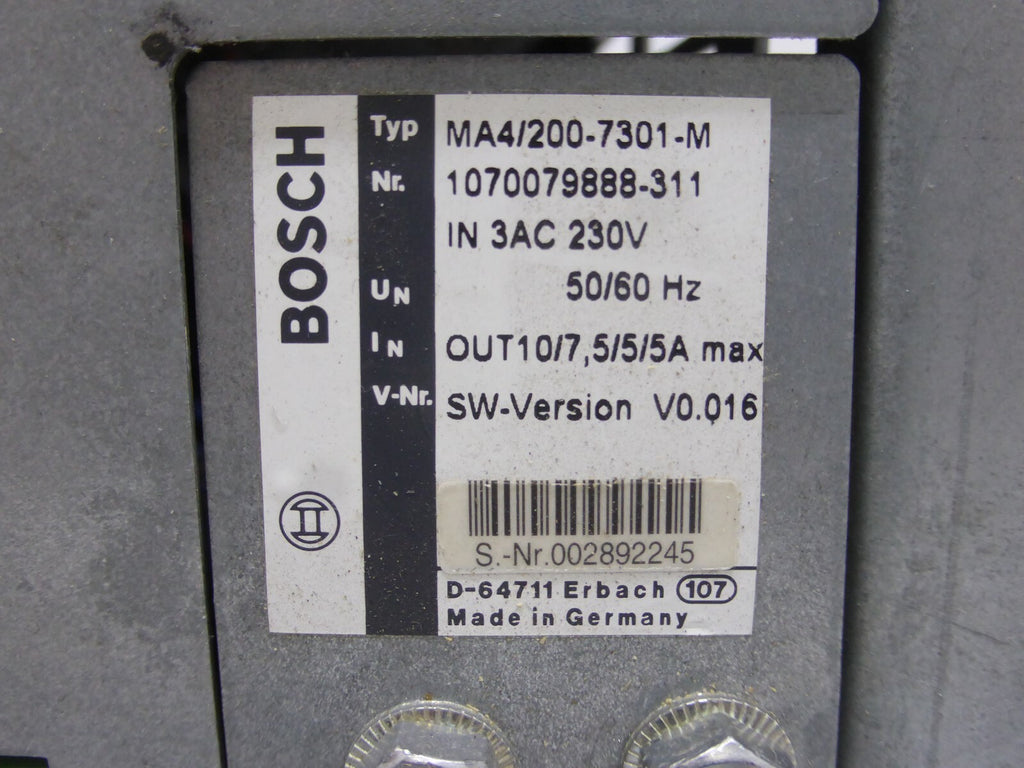 BOSCH
Typ MA4/200-7301-M
Nr. 1070079888-311
IN 3AC 230V
UN 50/60 Hz
IN OUT10/7,5/5/5A max
V-Nr. SW-Version V0.016
S.-Nr.002892245
D-64711 Erbach 107
Made in Germany